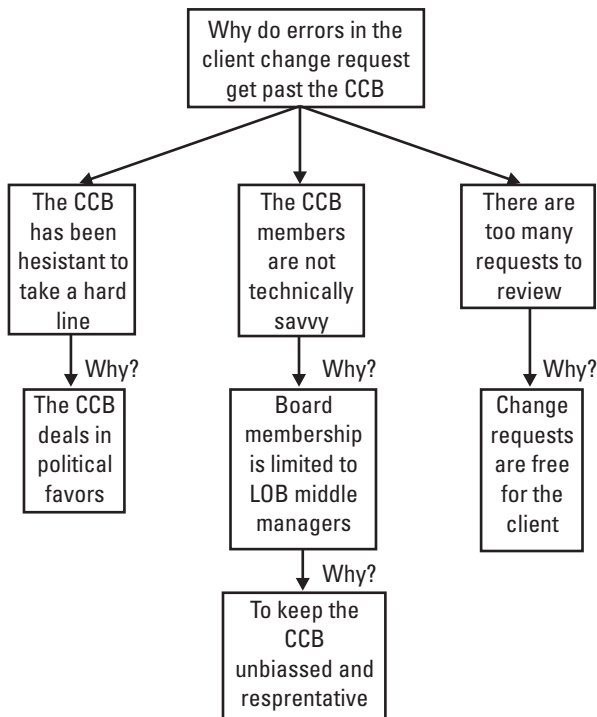 Why do errors in the
client change request
get past the CCB
The CCB
has been
hesistant to
take a hard
line
The CCB
members
are not
technically
savvy
There are
too many
requests to
review
Why?
Why?
Why?
The CCB
deals in
political
favors
Board
membership
is limited to
LOB middle
managers
Change
requests
are free
for the
client
Why?
To keep the
CCB
unbiassed and
resprentative